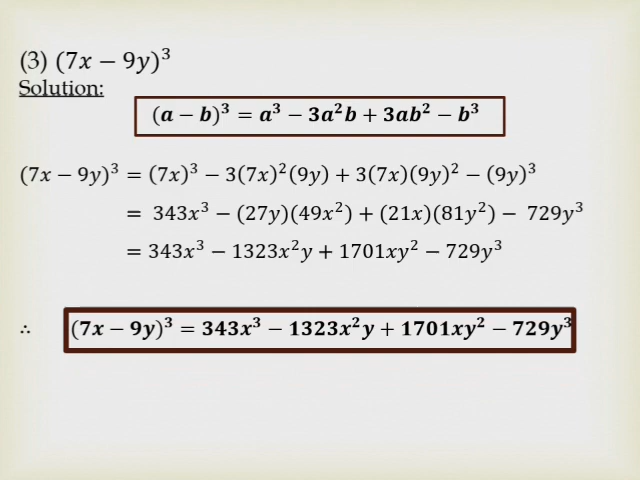 (3) (7x − 9y)³
Solution:
(a − b)³ = a³ − 3a²b + 3ab² − b³
(7x − 9y)³ = (7x)³ − 3(7x)²(9y) + 3(7x)(9y)² − (9y)³
= 343x³ − (27y)(49x²) + (21x)(81y²) − 729y³
= 343x³ − 1323x²y + 1701xy² − 729y³
∴ (7x − 9y)³ = 343x³ − 1323x²y + 1701xy² − 729y³